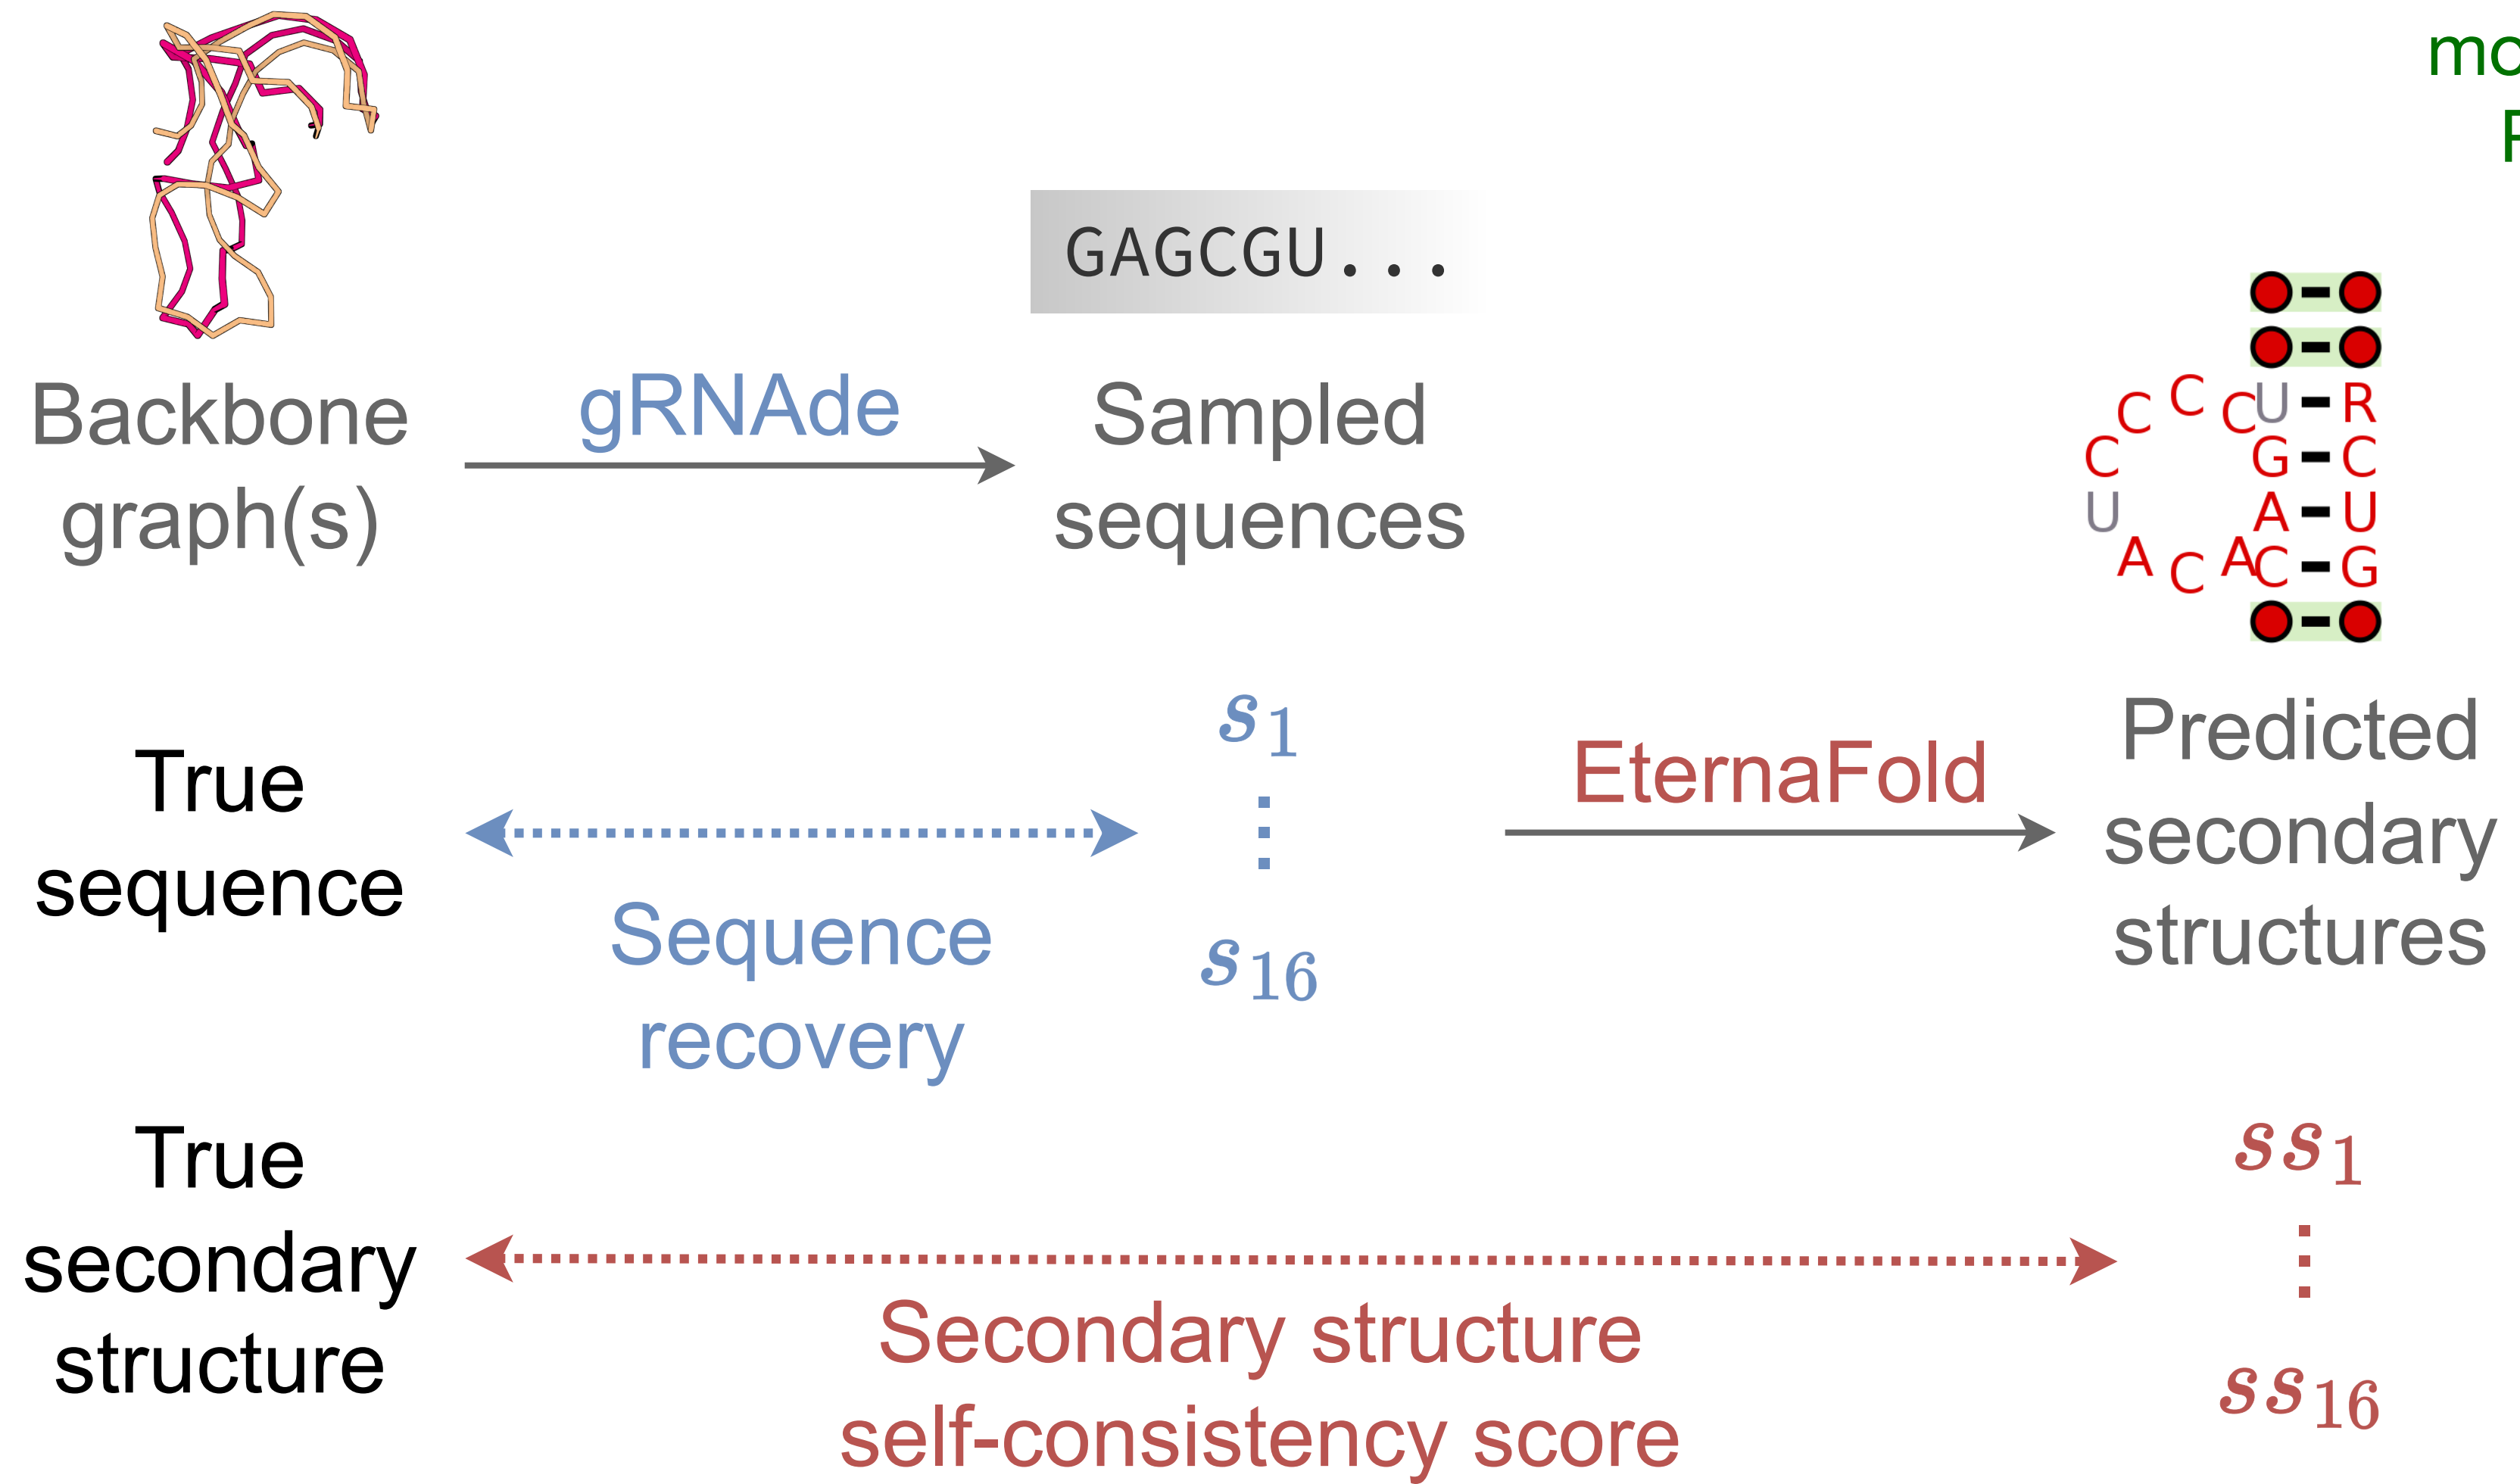 GAGCGU...
Backbone
graph(s)
gRNAde
Sampled
sequences
C C C U R
C G C
U A U
A C A C G
True
sequence
Sequence
recovery
s1
s16
EternaFold
Predicted
secondary
structures
True
secondary
structure
Secondary structure
self-consistency score
ss1
ss16